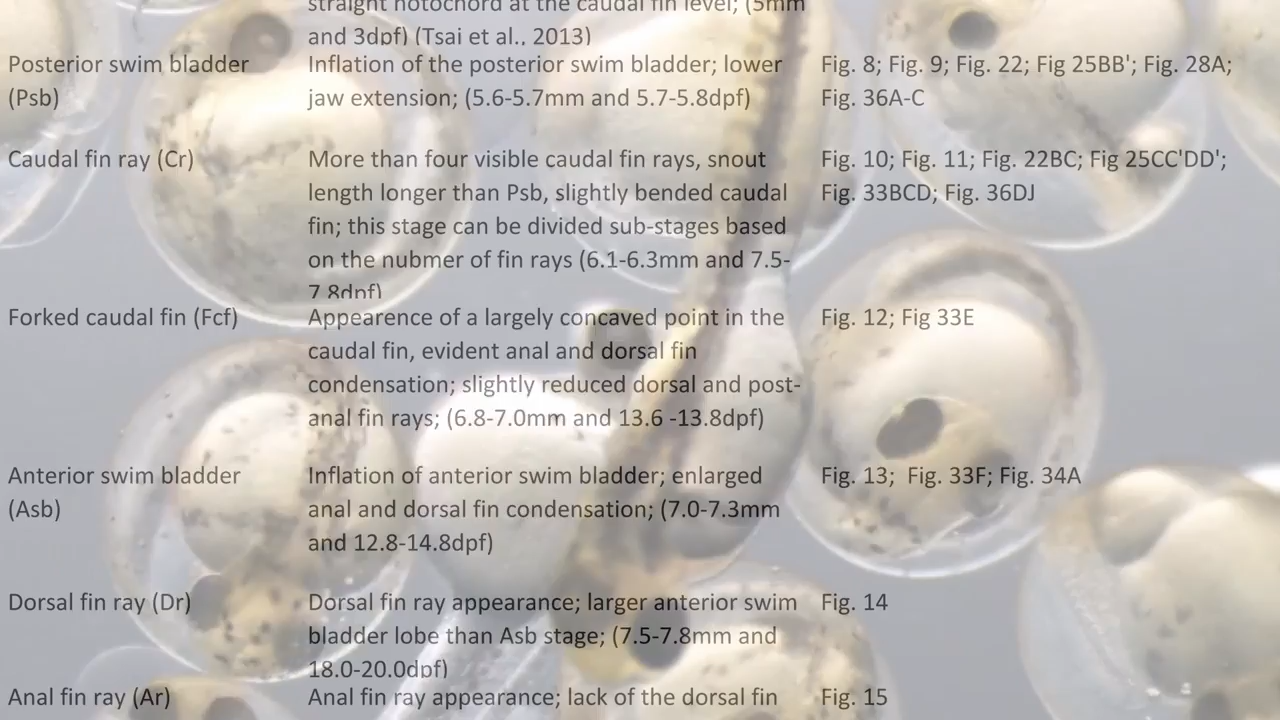 straight notochord at the caudal fin level; (5mm
and 3dpf) (Tsai et al., 2013)
Posterior swim bladder
(Psb)
Inflation of the posterior swim bladder; lower
jaw extension; (5.6-5.7mm and 5.7-5.8dpf)
Fig. 8; Fig. 9; Fig. 22; Fig 25BB'; Fig. 28A;
Fig. 36A-C
Caudal fin ray (Cr)
More than four visible caudal fin rays, snout
length longer than Psb, slightly bended caudal
fin; this stage can be divided sub-stages based
on the nubmer of fin rays (6.1-6.3mm and 7.5-
7.8dpf)
Fig. 10; Fig. 11; Fig. 22BC; Fig 25CC'DD';
Fig. 33BCD; Fig. 36DJ
Forked caudal fin (Fcf)
Appearence of a largely concaved point in the
caudal fin, evident anal and dorsal fin
condensation; slightly reduced dorsal and post-
anal fin rays; (6.8-7.0mm and 13.6 -13.8dpf)
Fig. 12; Fig 33E
Anterior swim bladder
(Asb)
Inflation of anterior swim bladder; enlarged
anal and dorsal fin condensation; (7.0-7.3mm
and 12.8-14.8dpf)
Fig. 13;  Fig. 33F; Fig. 34A
Dorsal fin ray (Dr)
Dorsal fin ray appearance; larger anterior swim
bladder lobe than Asb stage; (7.5-7.8mm and
18.0-20.0dpf)
Fig. 14
Anal fin ray (Ar)
Anal fin ray appearance; lack of the dorsal fin
Fig. 15